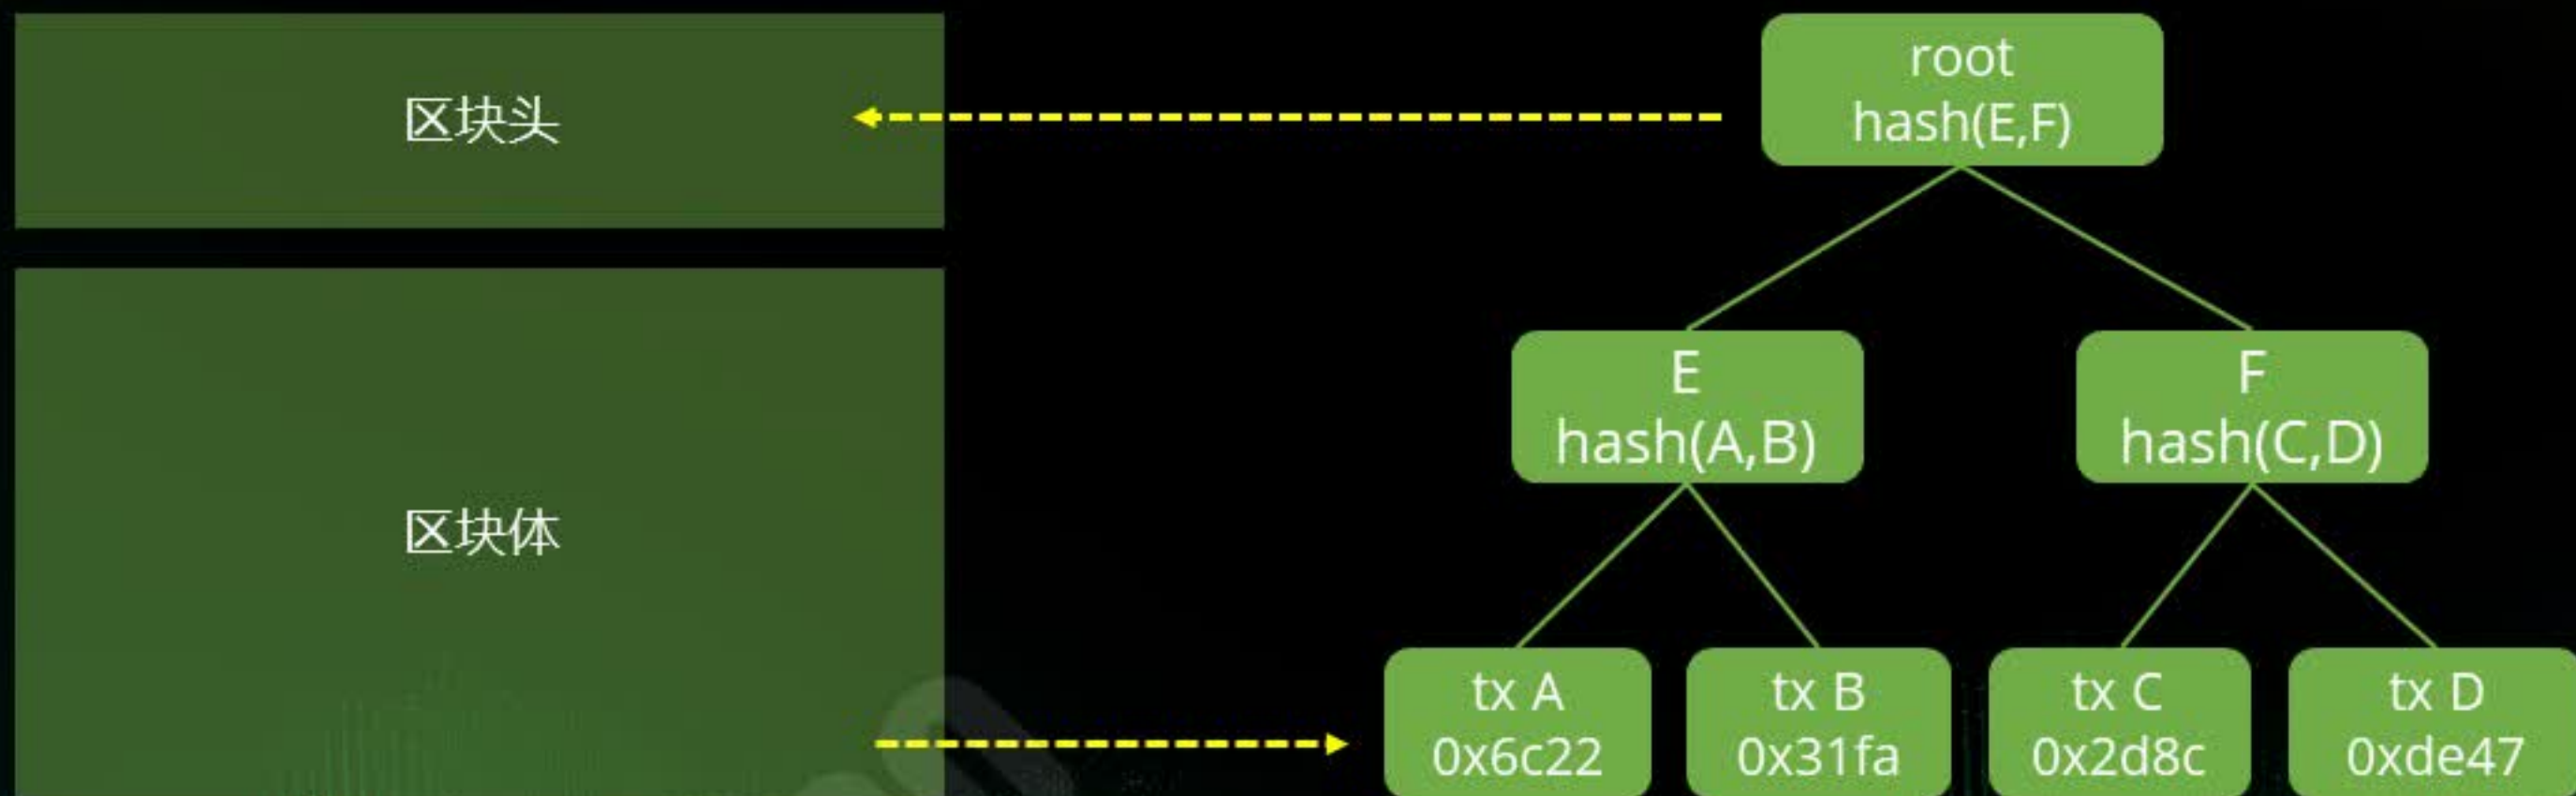 区块头
root
hash(E,F)
区块体
E
hash(A,B)
F
hash(C,D)
tx A
0x6c22
tx B
0x31fa
tx C
0x2d8c
tx D
0xde47